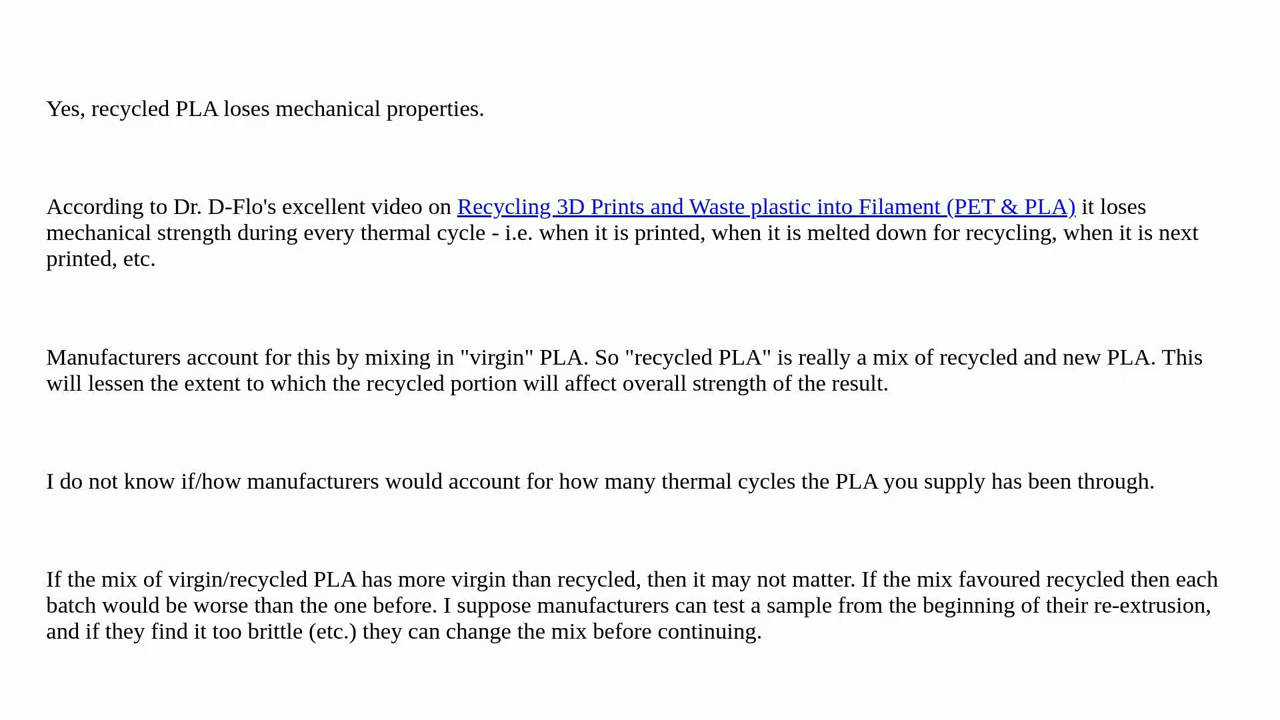 Yes, recycled PLA loses mechanical properties.
According to Dr. D-Flo's excellent video on Recycling 3D Prints and Waste plastic into Filament (PET & PLA) it loses
mechanical strength during every thermal cycle - i.e. when it is printed, when it is melted down for recycling, when it is next
printed, etc.
Manufacturers account for this by mixing in "virgin" PLA. So "recycled PLA" is really a mix of recycled and new PLA. This
will lessen the extent to which the recycled portion will affect overall strength of the result.
I do not know if/how manufacturers would account for how many thermal cycles the PLA you supply has been through.
If the mix of virgin/recycled PLA has more virgin than recycled, then it may not matter. If the mix favoured recycled then each
batch would be worse than the one before. I suppose manufacturers can test a sample from the beginning of their re-extrusion,
and if they find it too brittle (etc.) they can change the mix before continuing.